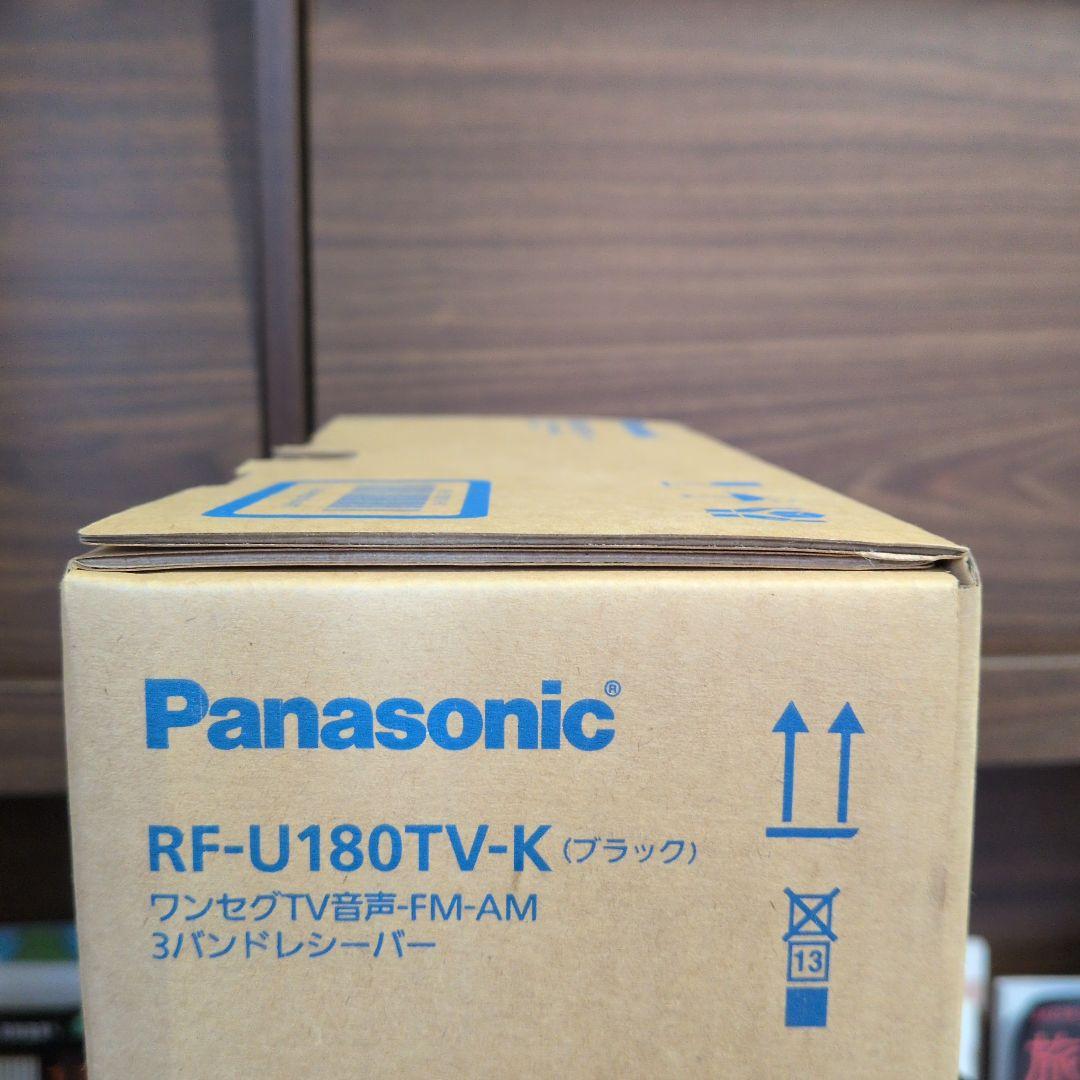 Panasonic®
RF-U180TV-K (ブラック)
ワンセグTV音声-FM-AM
3バンドレシーバー
13
旅